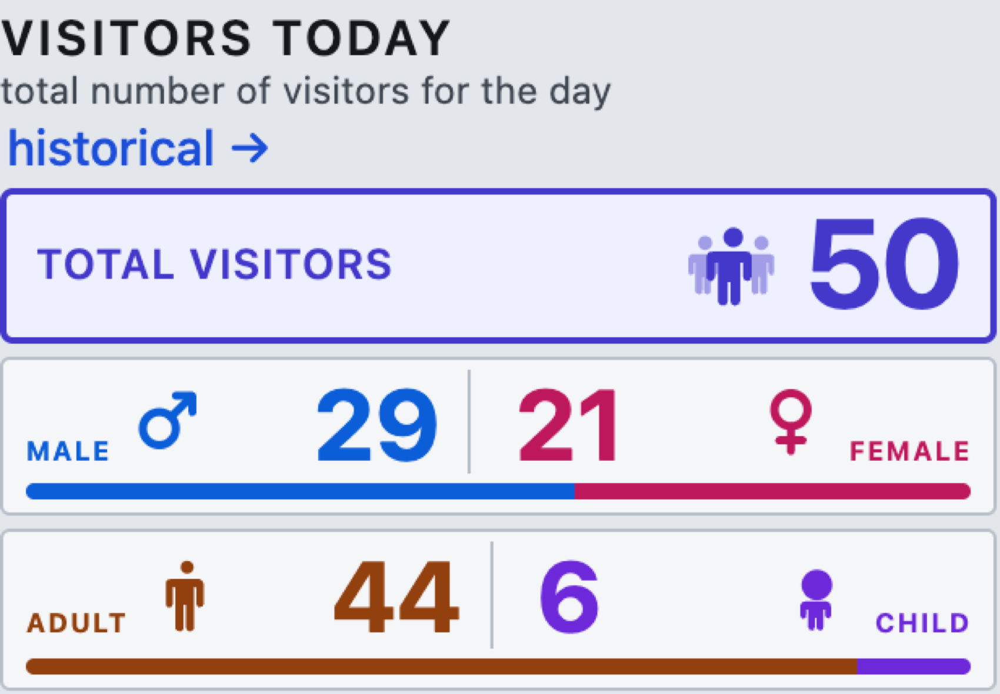 VISITORS TODAY
total number of visitors for the day
historical →
TOTAL VISITORS 50
MALE 29 21 FEMALE
ADULT 44 6 CHILD